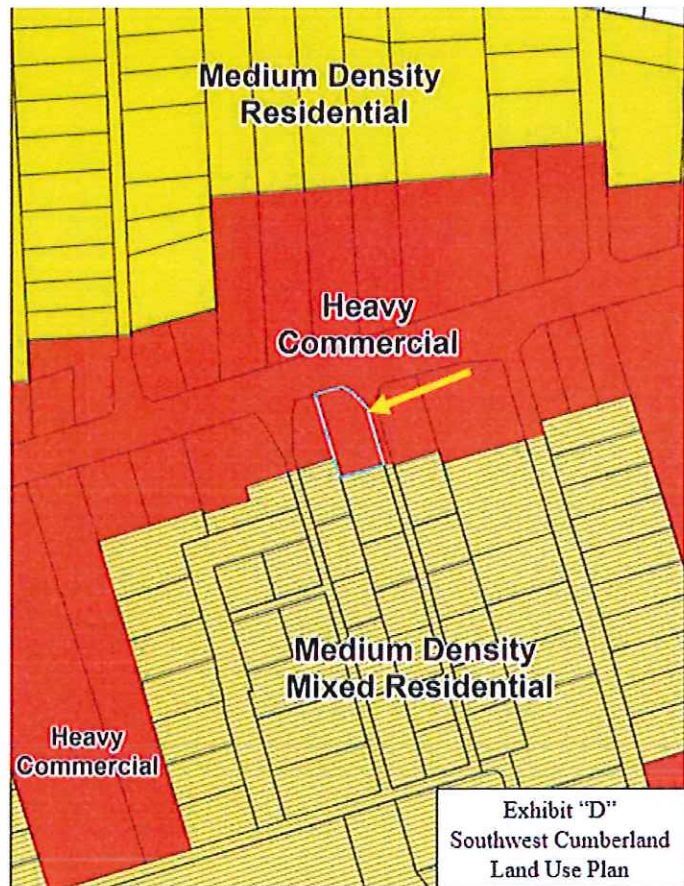 Medium Density
Residential
Heavy
Commercial
Medium Density
Mixed Residential
Heavy
Commercial
Exhibit “D”
Southwest Cumberland
Land Use Plan